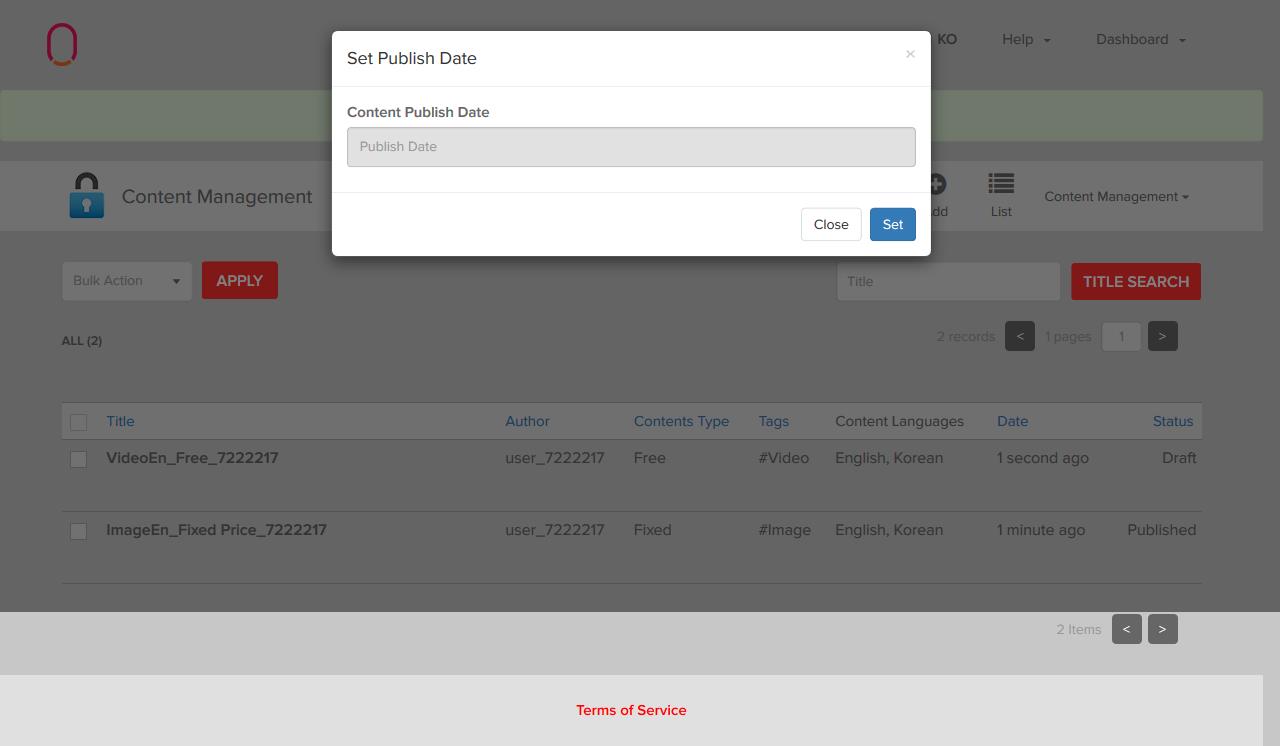 KO Help Dashboard
Set Publish Date ×
Content Publish Date
Publish Date
Close Set
Content Management
List Content Management
Bulk Action APPLY Title TITLE SEARCH
ALL (2) 2 records < 1 pages 1 >
Title Author Contents Type Tags Content Languages Date Status
VideoEn_Free_7222217 user_7222217 Free #Video English, Korean 1 second ago Draft
ImageEn_Fixed Price_7222217 user_7222217 Fixed #Image English, Korean 1 minute ago Published
2 Items < >
Terms of Service